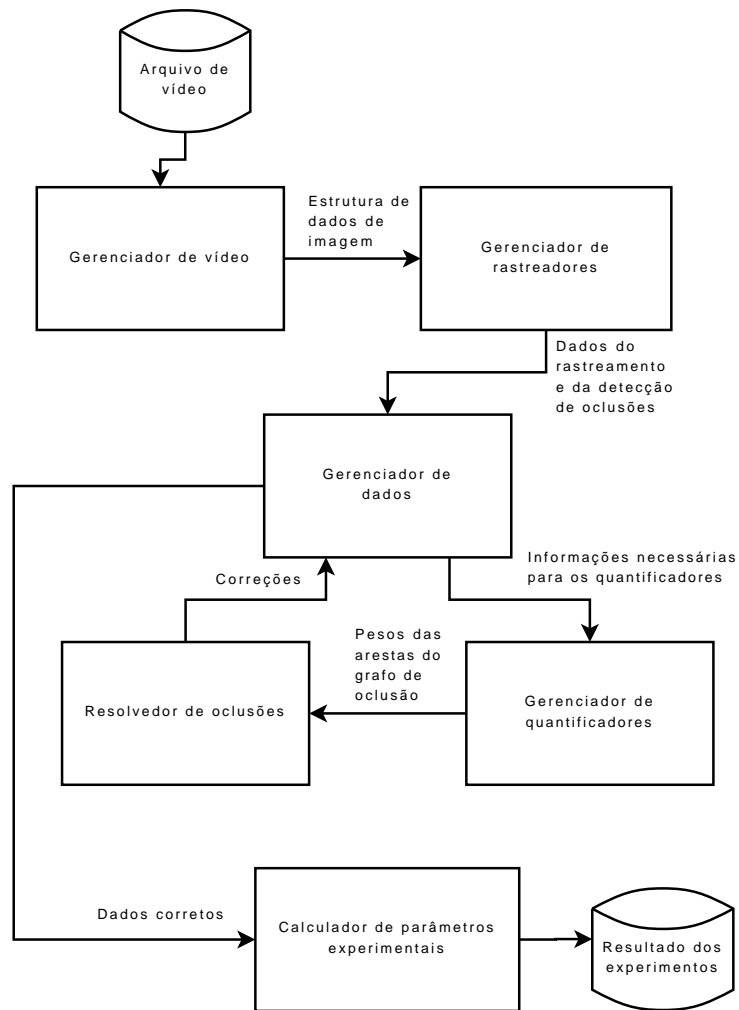 Arquivo de
vídeo
Estrutura de
dados de
imagem
Gerenciador de vídeo
Gerenciador de
rastreadores
Dados do
rastreamento
e da detecção
de oclusões
Gerenciador de
dados
Informações necessárias
para os quantificadores
Correções
Pesos das
arestas do
grafo de
oclusão
Resolvedor de oclusões
Gerenciador de
quantificadores
Dados corretos
Calculador de parâmetros
experimentais
Resultado dos
experimentos